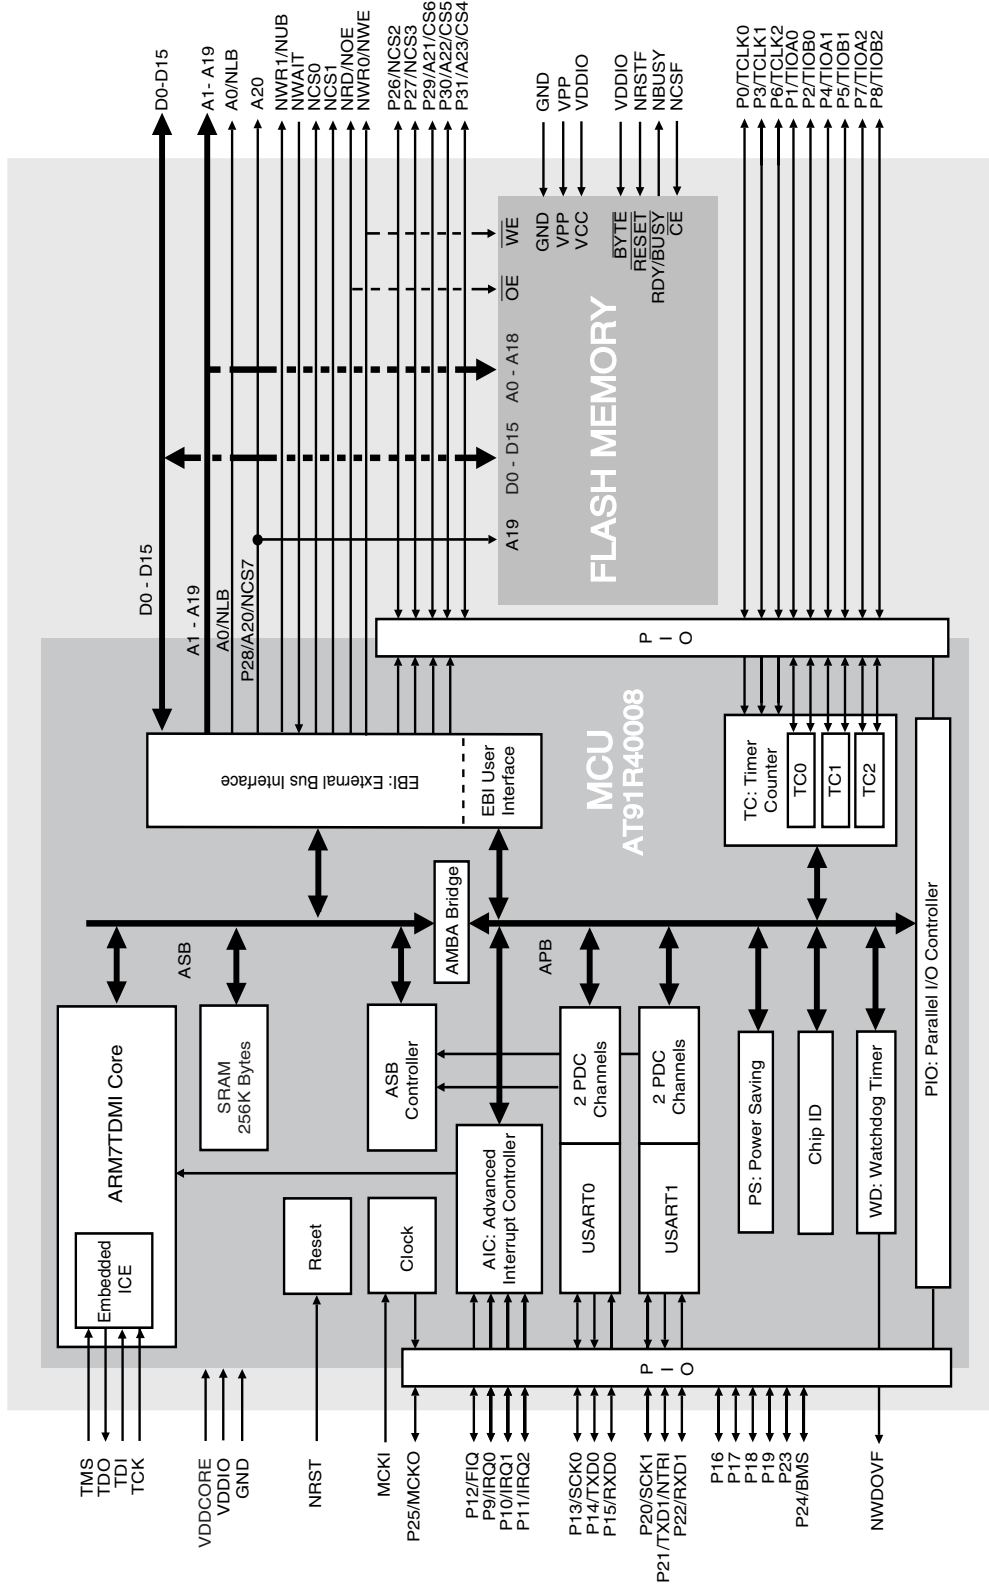 TMS
TDO
TDI
TCK
VDDCORE
VDDIO
GND
NRST
MCKI
P25/MCKO
P12/FIQ
P9/IRQ0
P10/IRQ1
P11/IRQ2
P13/SCK0
P14/TXD0
P15/RXD0
P20/SCK1
P21/TXD1/NTRI
P22/RXD1
P16
P17
P18
P19
P23
P24/BMS
NWDOVF
P
I
O
Embedded
ICE
ARM7TDMI Core
SRAM
256K Bytes
Reset
Clock
ASB
Controller
AIC: Advanced
Interrupt Controller
USART0
2 PDC
Channels
USART1
2 PDC
Channels
PS: Power Saving
Chip ID
WD: Watchdog Timer
PIO: Parallel I/O Controller
ASB
AMBA Bridge
APB
EBI: External Bus Interface
EBI User
Interface
MCU
AT91R40008
TC: Timer
Counter
TC0
TC1
TC2
P
I
O
D0 - D15
A1 - A19
A0/NLB
P28/A20/NCS7
A19
D0 - D15
A0 - A18
OE
WE
FLASH MEMORY
GND
VPP
VCC
BYTE
RESET
RDY/BUSY
CE
D0-D15
A1- A19
A0/NLB
A20
NWR1/NUB
NWAIT
NCS0
NCS1
NRD/NOE
NWR0/NWE
P26/NCS2
P27/NCS3
P29/A21/CS6
P30/A22/CS5
P31/A23/CS4
GND
VPP
VDDIO
VDDIO
NRSTF
NBUSY
NCSF
P0/TCLK0
P3/TCLK1
P6/TCLK2
P1/TIOA0
P2/TIOB0
P4/TIOA1
P5/TIOB1
P7/TIOA2
P8/TIOB2